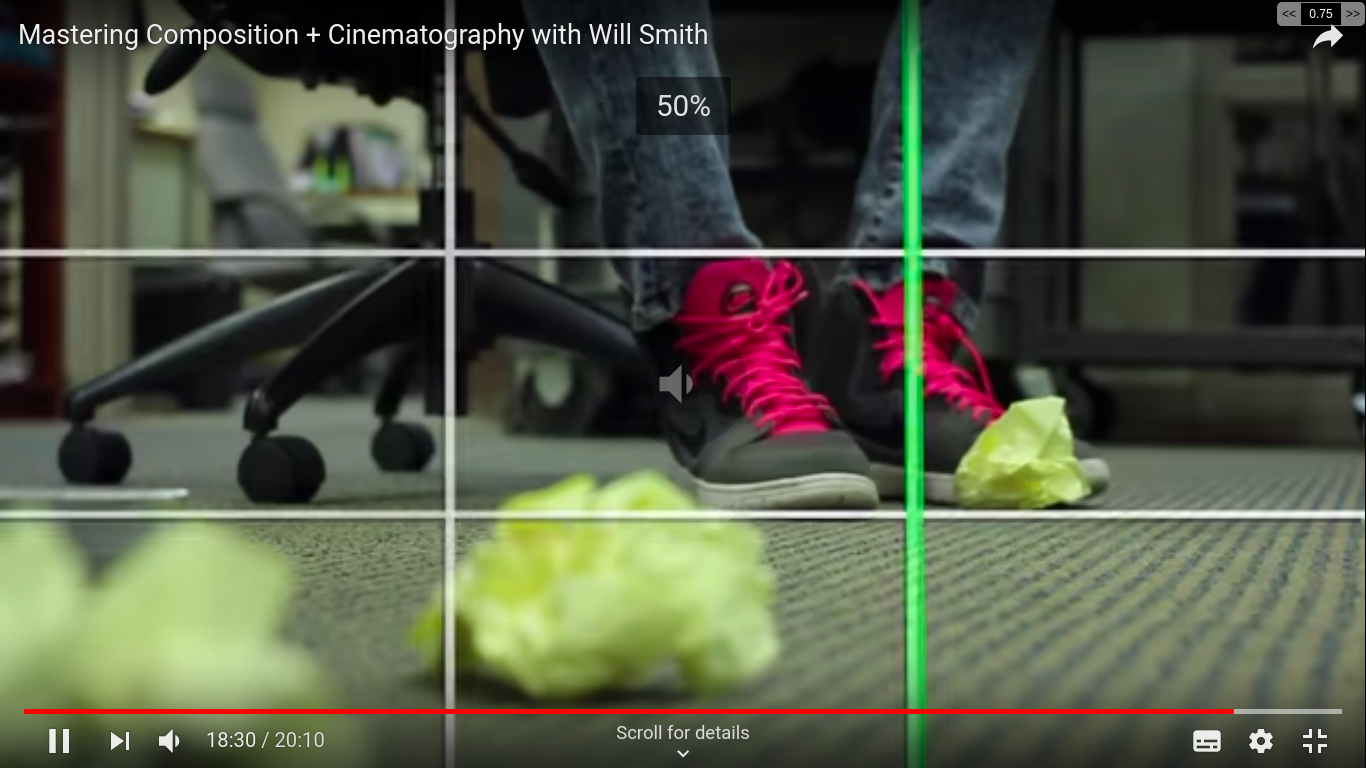 << 0.75 >>
Mastering Composition + Cinematography with Will Smith
50%
18:30 / 20:10
Scroll for details